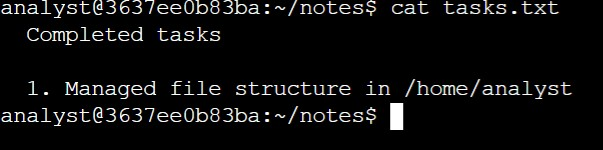 analyst@3637ee0b83ba:~/notes$ cat tasks.txt
Completed tasks
1. Managed file structure in /home/analyst
analyst@3637ee0b83ba:~/notes$